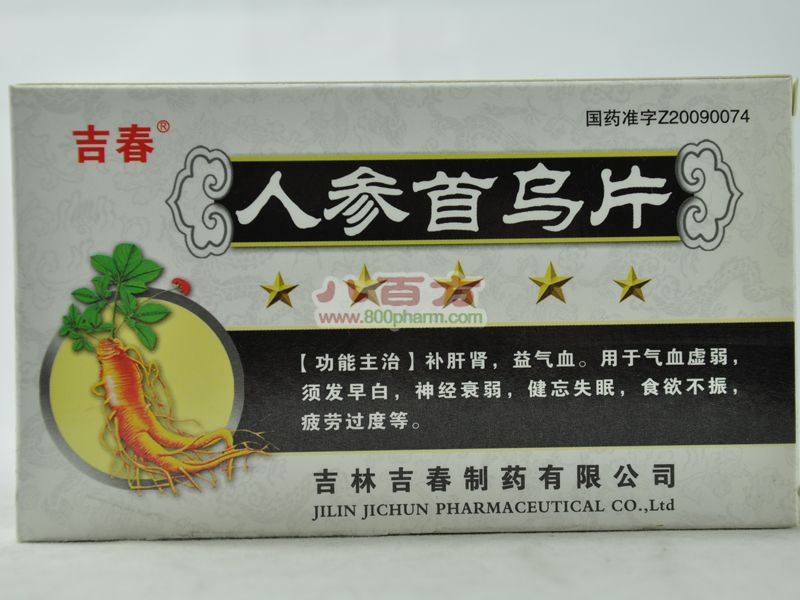 国药准字Z20090074
吉春®
人参首乌片
八百方
www.800pharm.com
【功能主治】补肝肾，益气血。用于气血虚弱，
须发早白，神经衰弱，健忘失眠，食欲不振，
疲劳过度等。
吉林吉春制药有限公司
JILIN JICHUN PHARMACEUTICAL CO.,Ltd